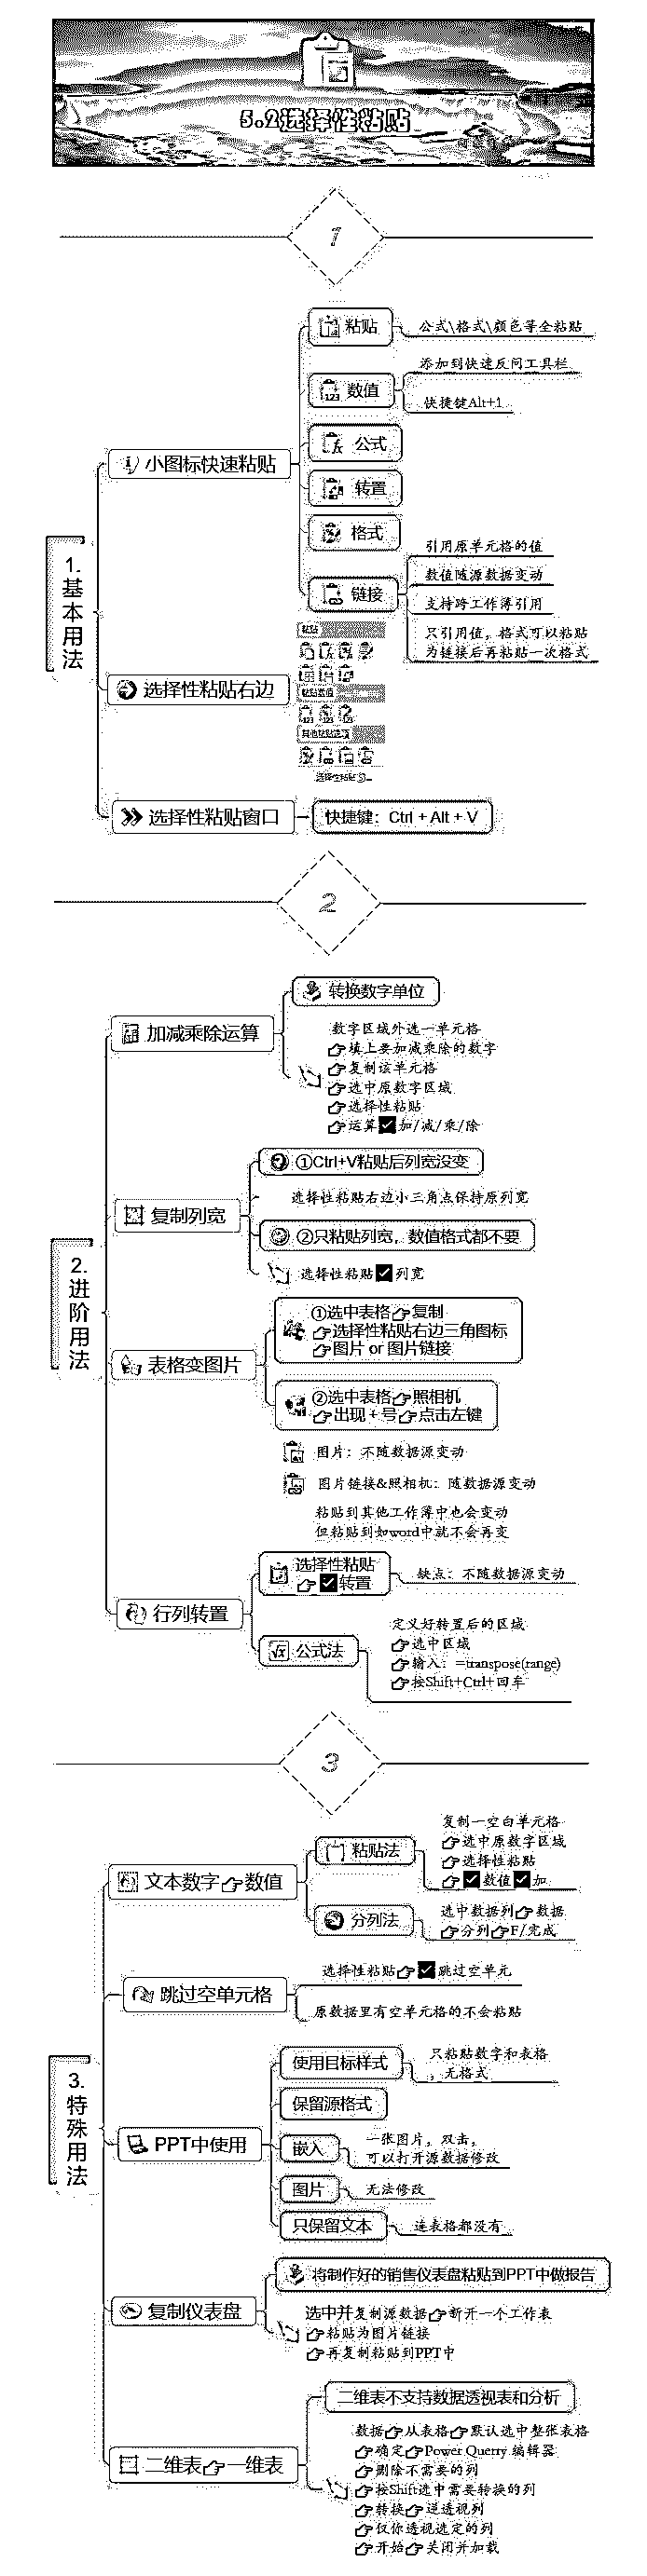 5.2选择性粘贴
1
粘贴
公式\格式\颜色等全粘贴
数值
添加到快速反问工具栏
快捷键Alt+1
小图标快速粘贴
公式
转置
格式
链接
引用原单元格的值
数值随源数据变动
支持跨工作簿引用
只引用值，格式可以粘贴
为链接后再粘贴一次格式
1.基本用法
选择性粘贴右边
粘贴
粘贴数值
其他粘贴选项
选择性粘贴(S)...
选择性粘贴窗口
快捷键：Ctrl + Alt + V
2
转换数字单位
加减乘除运算
数字区域外选一单元格
👉填上要加减乘除的数字
👉复制该单元格
👉选中原数字区域
👉选择性粘贴
👉运算☑加/减/乘/除
①Ctrl+V粘贴后列宽没变
选择性粘贴右边小三角点保持原列宽
复制列宽
②只粘贴列宽，数值格式都不要
选择性粘贴☑列宽
2.进阶用法
①选中表格👉复制
👉选择性粘贴右边三角图标
👉图片 or 图片链接
表格变图片
②选中表格👉照相机
👉出现 + 号👉点击左键
图片：不随数据源变动
图片链接&照相机：随数据源变动
粘贴到其他工作簿中也会变动
但粘贴到如word中就不会再变
选择性粘贴
👉☑转置
缺点：不随数据源变动
行列转置
公式法
定义好转置后的区域
👉选中区域
👉输入：=transpose(range)
👉按Shift+Ctrl+回车
3
粘贴法
复制一空白单元格
👉选中原数字区域
👉选择性粘贴
👉☑数值☑加
文本数字👉数值
分列法
选中数据列👉数据
👉分列👉F/完成
跳过空单元格
选择性粘贴👉☑跳过空单元
原数据里有空单元格的不会粘贴
3.特殊用法
使用目标样式
只粘贴数字和表格
，无格式
保留源格式
PPT中使用
嵌入
一张图片，双击，
可以打开源数据修改
图片
无法修改
只保留文本
连表格都没有
将制作好的销售仪表盘粘贴到PPT中做报告
复制仪表盘
选中并复制源数据👉断开一个工作表
👉粘贴为图片链接
👉再复制粘贴到PPT中
二维表不支持数据透视表和分析
二维表👉一维表
数据👉从表格👉默认选中整张表格
👉确定👉Power Querry 编辑器
👉删除不需要的列
👉按Shift选中需要转换的列
👉转换👉逆透视列
👉仅你透视选定的列
👉开始👉关闭并加载